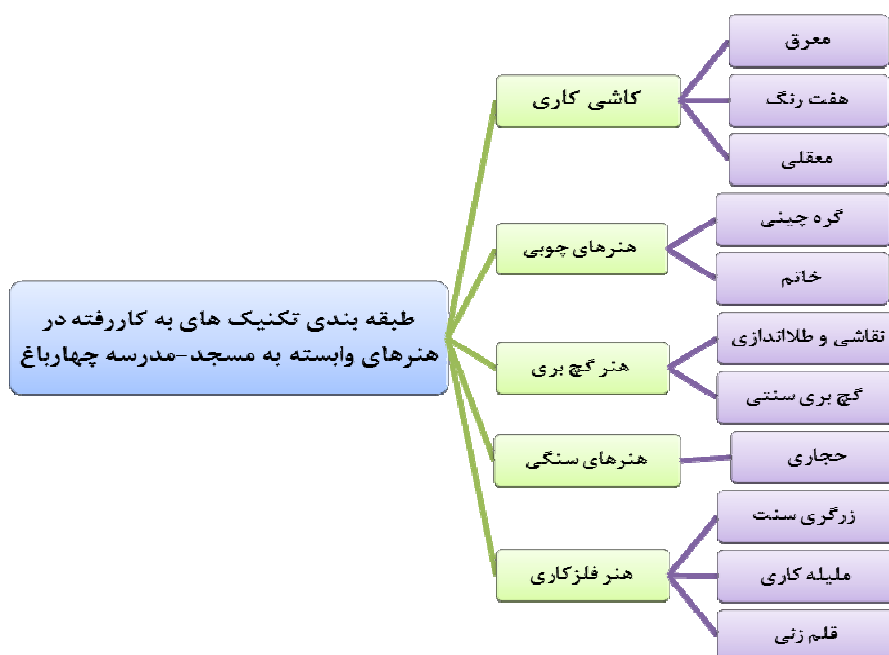 طبقه بندی تکنیک های به کاررفته در
هنرهای وابسته به مسجد-مدرسه چهارباغ
کاشی کاری
معرق
هفت رنگ
معقلی
هنرهای چوبی
گره چینی
خاتم
هنر گچ بری
نقاشی و طلااندازی
گچ بری سنتی
هنرهای سنگی
حجاری
هنر فلزکاری
زرگری سنت
ملیله کاری
قلم زنی